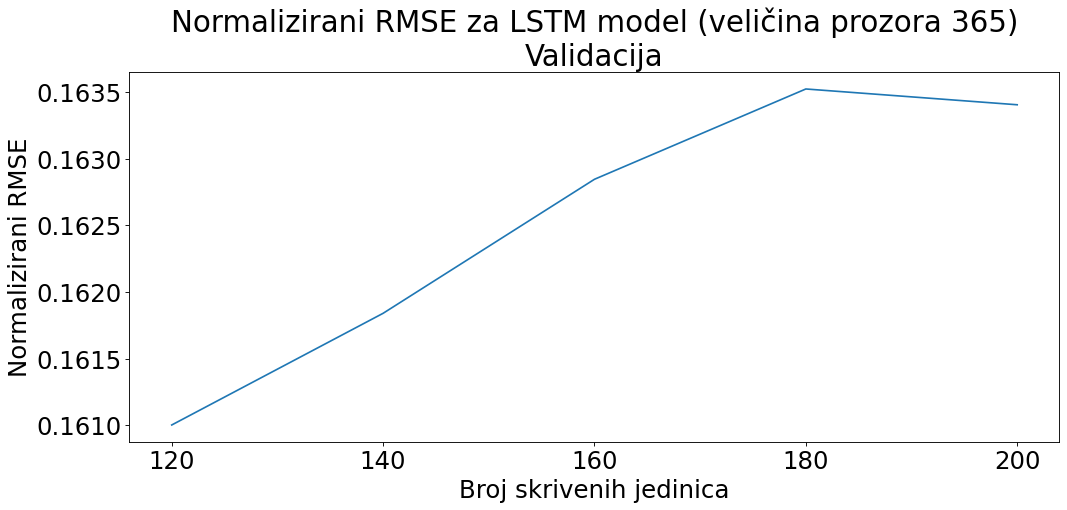 Normalizirani RMSE za LSTM model (veličina prozora 365)
Validacija
Normalizirani RMSE
0.1635
0.1630
0.1625
0.1620
0.1615
0.1610
120 140 160 180 200
Broj skrivenih jedinica